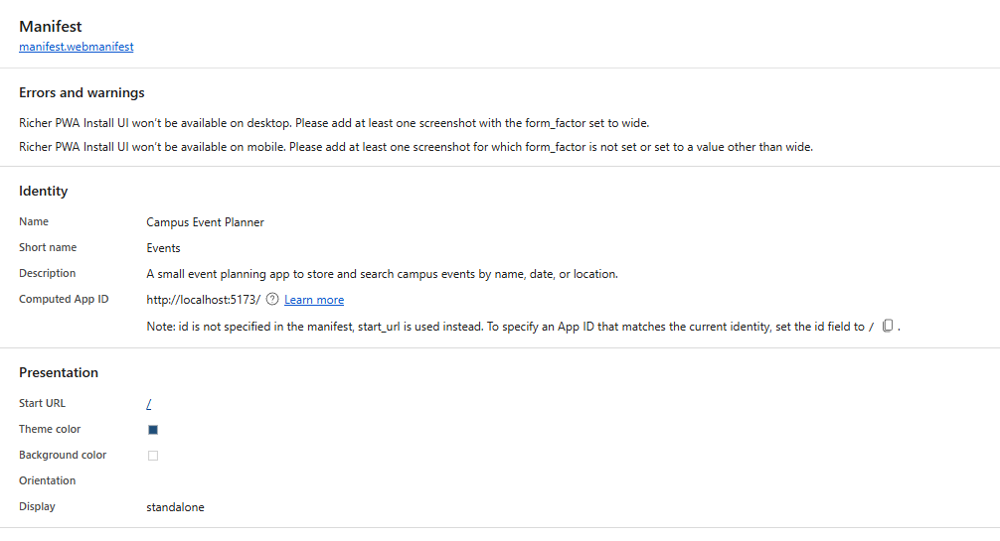 Manifest
manifest.webmanifest
Errors and warnings
Richer PWA Install UI won't be available on desktop. Please add at least one screenshot with the form_factor set to wide.
Richer PWA Install UI won't be available on mobile. Please add at least one screenshot for which form_factor is not set or set to a value other than wide.
Identity
Name Campus Event Planner
Short name Events
Description A small event planning app to store and search campus events by name, date, or location.
Computed App ID http://localhost:5173/ ? Learn more
Note: id is not specified in the manifest, start_url is used instead. To specify an App ID that matches the current identity, set the id field to / .
Presentation
Start URL /
Theme color
Background color
Orientation
Display standalone